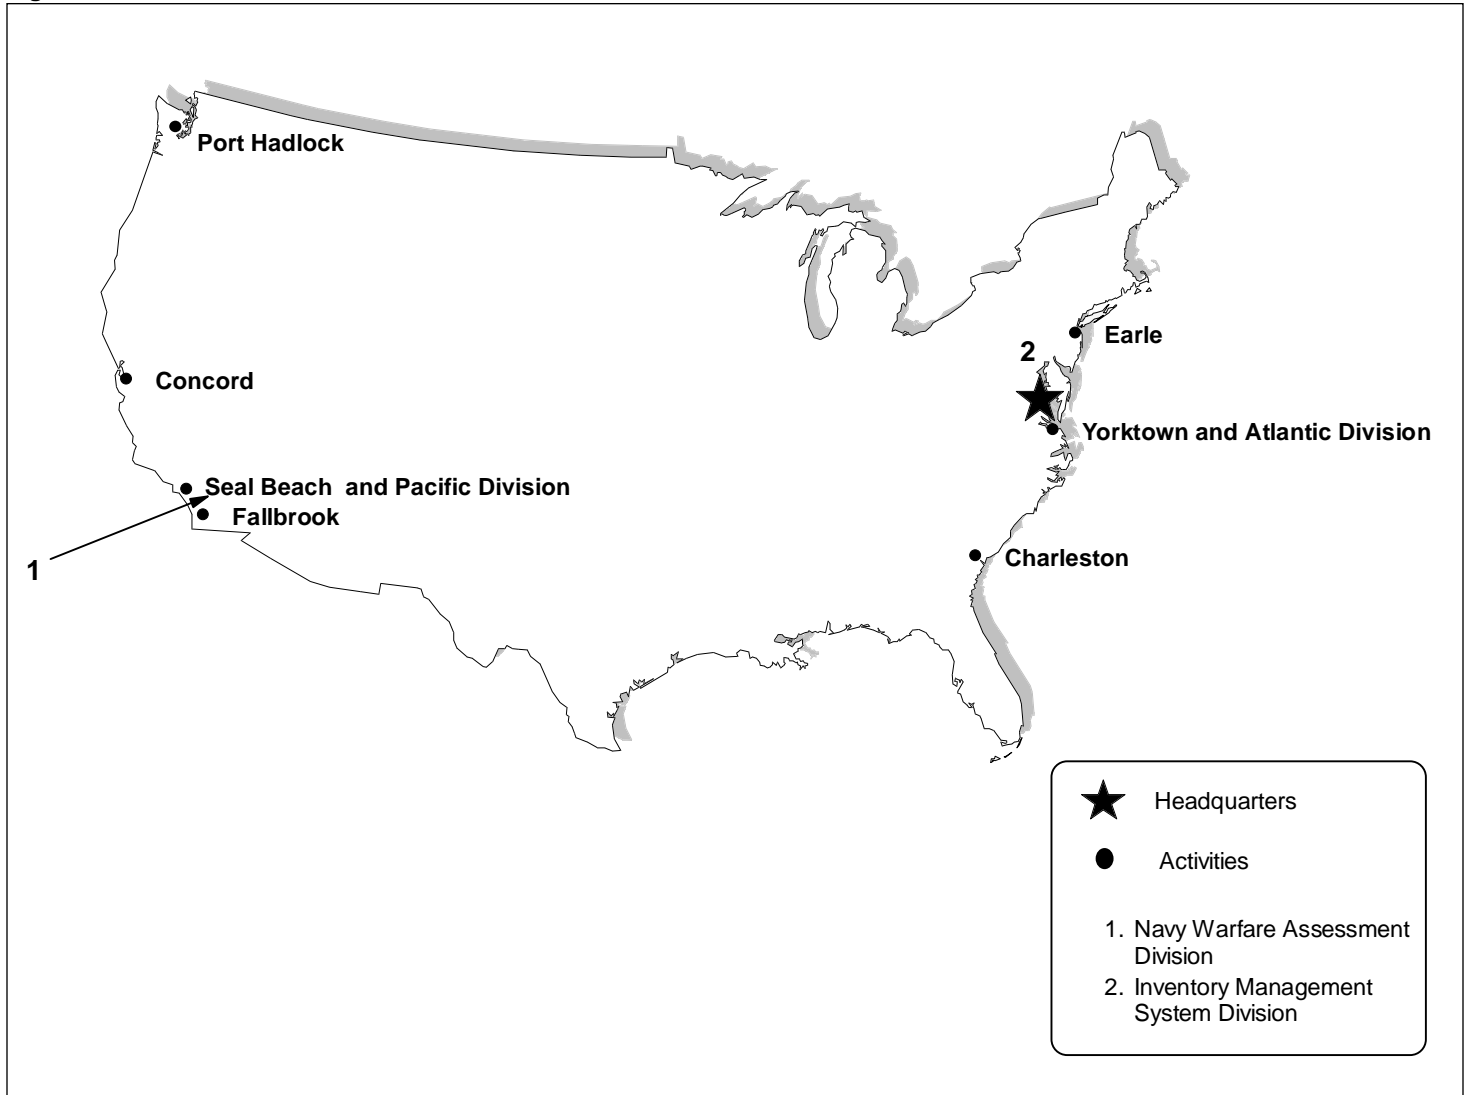 Port Hadlock
Earle
2
Concord
Yorktown and Atlantic Division
Seal Beach and Pacific Division
Fallbrook
1
Charleston
Headquarters
Activities
1. Navy Warfare Assessment
Division
2. Inventory Management
System Division